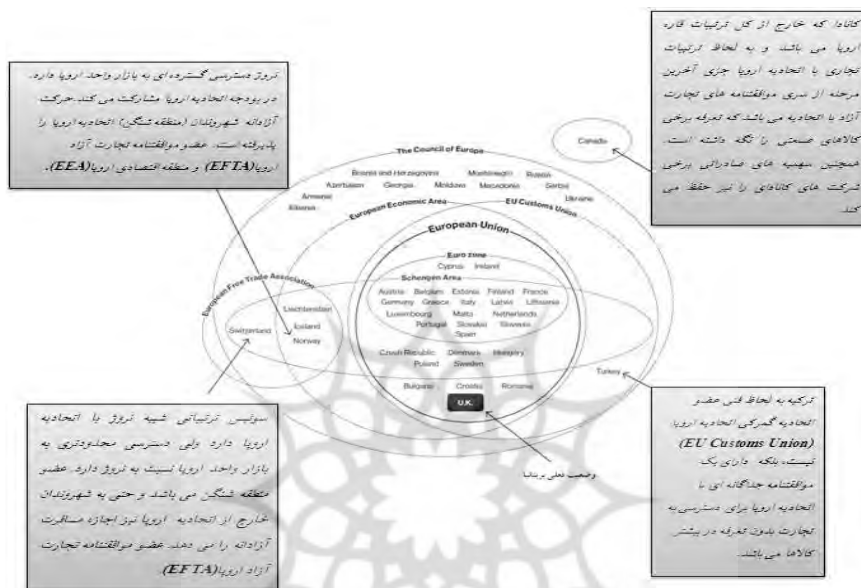 کانادا که خارج از کل ترتیبات قاره
اروپا می باشد و به لحاظ ترتیبات
تجاری با اتحادیه اروپا جزی آخرین
مرحله از سری موافقتنامه های تجارت
آزاد با اتحادیه می باشد که تعرفه برخی
کالاهای صنعتی را نگه داشته است.
همچنین سهمیه های صادراتی برخی
شرکت های کانادای را نیز حفظ می
کند.
نروژ دسترسی گسترده ای به بازار واحد اروپا دارد.
در بودجه اتحادیه اروپا مشارکت می کند. حرکت
آزادانه شهروندان (منطقه شنگن) اتحادیه اروپا را
پذیرفته است. عضو موافقتنامه تجارت آزاد
اروپا(EFTA) و منطقه اقتصادی اروپا(EEA).
Canada
The Council of Europe
Bosnia and Herzegovina Montenegro Russia
Azerbaijan Georgia Moldova Macedonia Serbia
Armenia Ukraine
Albania
European Economic Area EU Customs Union
European Union
Euro zone
Cyprus Ireland
Schengen Area
Austria Belgium Estonia Finland France
Germany Greece Italy Latvia Lithuania
Luxembourg Malta Netherlands
Portugal Slovakia Slovenia
Spain
European Free Trade Association
Liechtenstein
Switzerland Iceland
Norway
Czech Republic Denmark Hungary
Poland Sweden
Turkey
Bulgaria Croatia Romania
U.K.
وضعیت فعلی بریتانیا
سوئیس ترتیباتی شبیه نروژ با اتحادیه
اروپا دارد ولی دسترسی محدودتری به
بازار واحد اروپا نسبت به نروژ دارد. عضو
منطقه شنگن می باشد و حتی به شهروندان
خارج از اتحادیه اروپا نیز اجازه مسافرت
آزادانه را می دهد. عضو موافقتنامه تجارت
آزاد اروپا(EFTA)
ترکیه به لحاظ فنی عضو
اتحادیه گمرکی اتحادیه اروپا
(EU Customs Union)
نیست، بلکه دارای یک
موافقتنامه جداگانه ای با
اتحادیه اروپا برای دسترسی به
تجارت بدون تعرفه در بیشتر
کالاها می باشد.